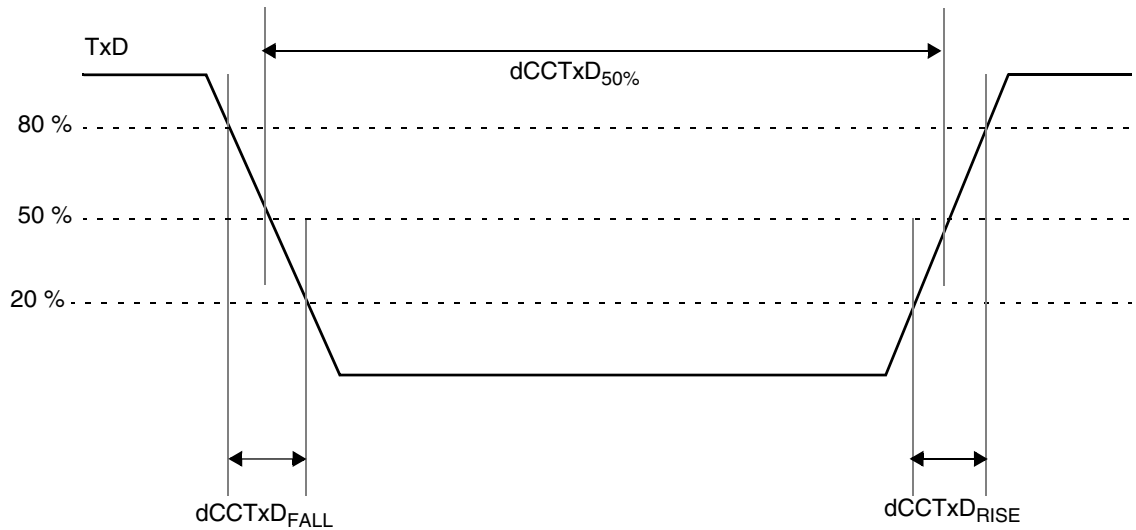 TxD
dCCTxD50%
80 %
50 %
20 %
dCCTxDFALL
dCCTxDRISE